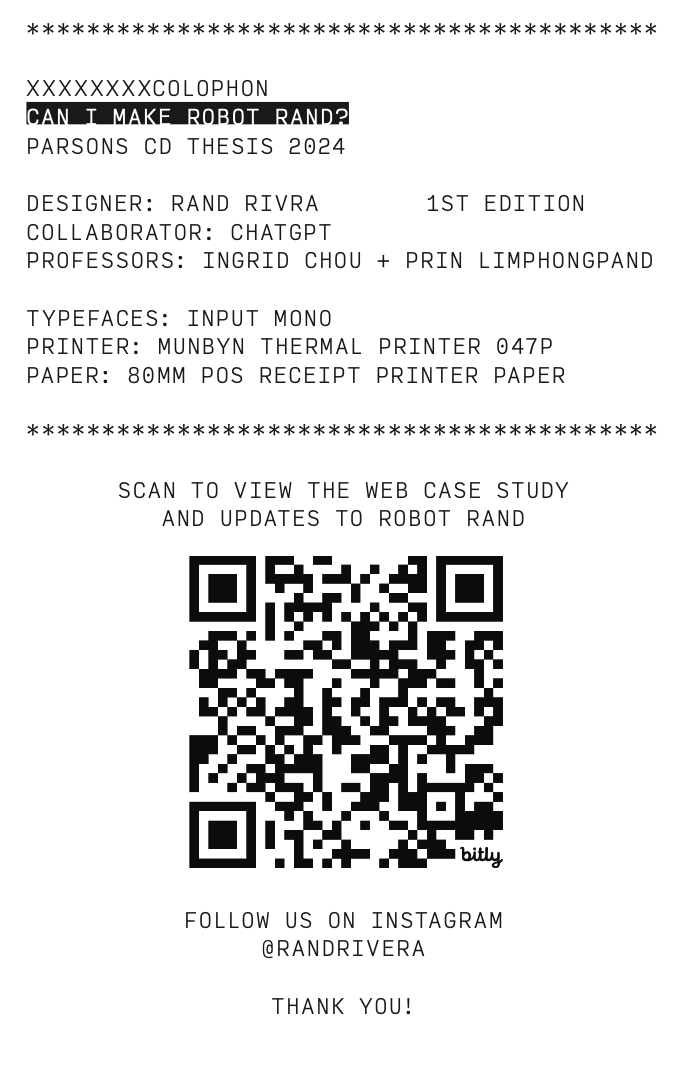 *******************************************
XXXXXXXXCOLOPHON
CAN I MAKE ROBOT RAND?
PARSONS CD THESIS 2024
DESIGNER: RAND RIVRA 1ST EDITION
COLLABORATOR: CHATGPT
PROFESSORS: INGRID CHOU + PRIN LIMPHONGPAND
TYPEFACES: INPUT MONO
PRINTER: MUNBYN THERMAL PRINTER 047P
PAPER: 80MM POS RECEIPT PRINTER PAPER
*******************************************
SCAN TO VIEW THE WEB CASE STUDY
AND UPDATES TO ROBOT RAND
bitly
FOLLOW US ON INSTAGRAM
@RANDRIVERA
THANK YOU!